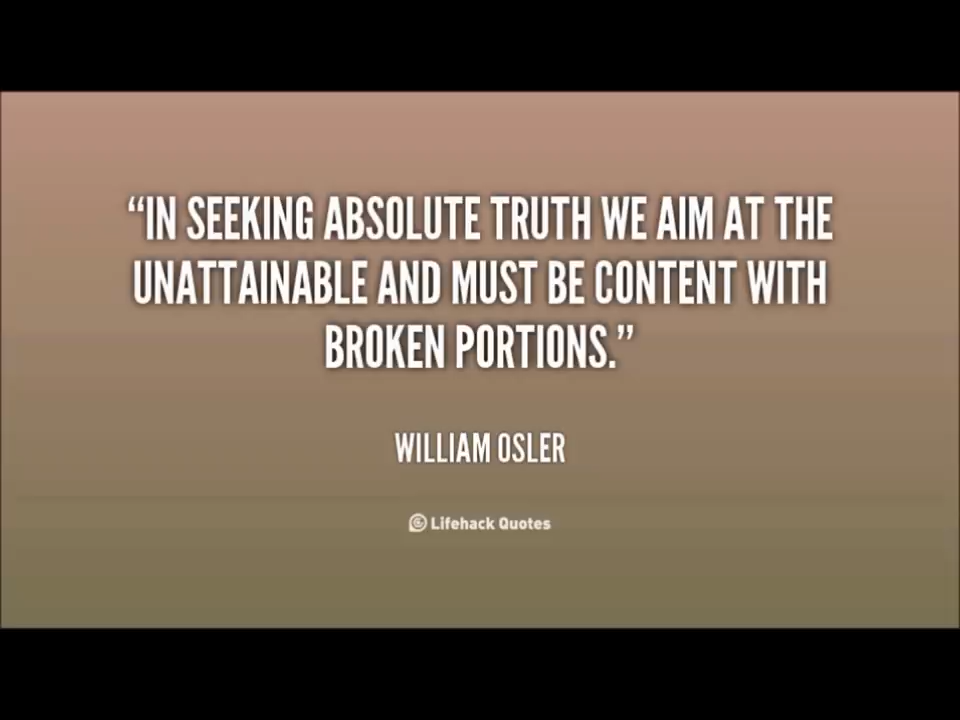 “IN SEEKING ABSOLUTE TRUTH WE AIM AT THE
UNATTAINABLE AND MUST BE CONTENT WITH
BROKEN PORTIONS.”
WILLIAM OSLER
Lifehack Quotes